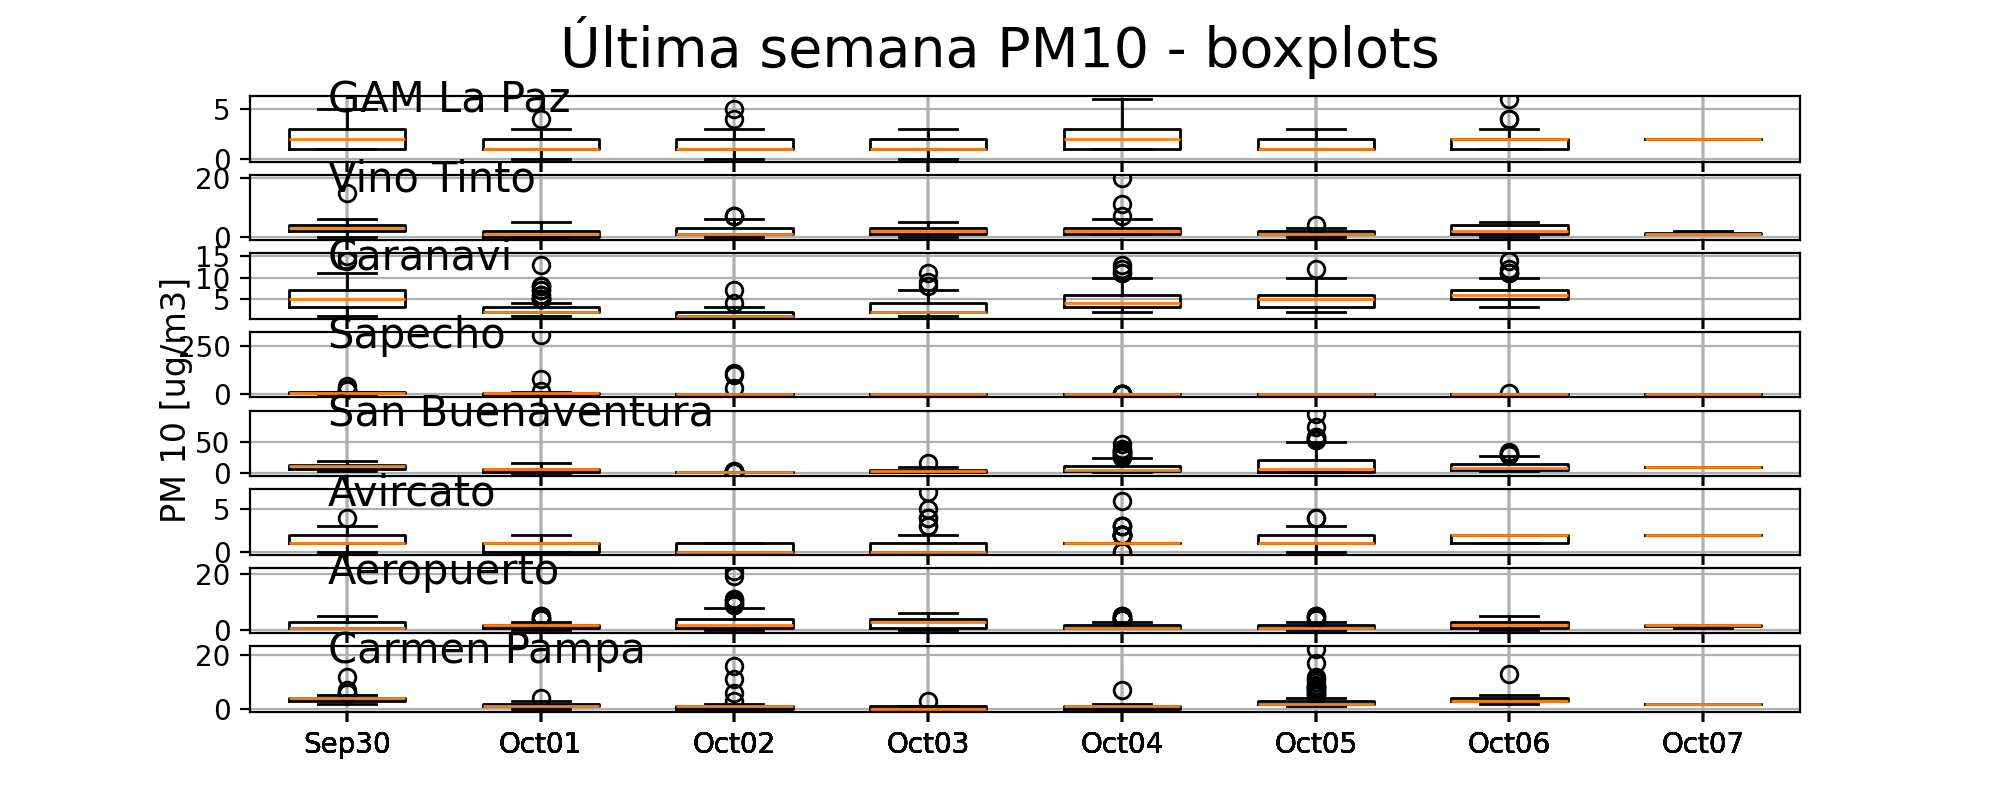 Última semana PM10 - boxplots
PM 10 [ug/m3]
GAM La Paz
5
0
Vino Tinto
20
0
Caranavi
15
10
5
Sapecho
250
0
San Buenaventura
50
0
Avircato
5
0
Aeropuerto
20
0
Carmen Pampa
20
0
Sep30 Oct01 Oct02 Oct03 Oct04 Oct05 Oct06 Oct07